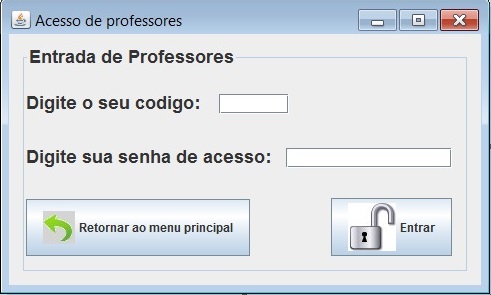 Acesso de professores
Entrada de Professores
Digite o seu codigo:
Digite sua senha de acesso:
Retornar ao menu principal
Entrar